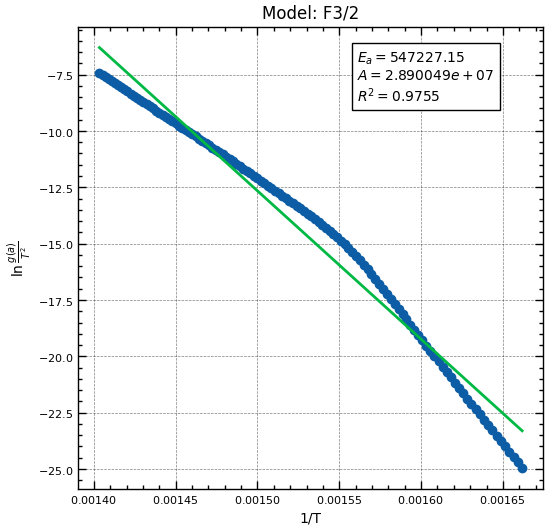 Model: F3/2
E_a = 547227.15
A = 2.890049e + 07
R² = 0.9755
−7.5
−10.0
−12.5
−15.0
−17.5
−20.0
−22.5
−25.0
ln g(a)/T²
0.00140 0.00145 0.00150 0.00155 0.00160 0.00165
1/T